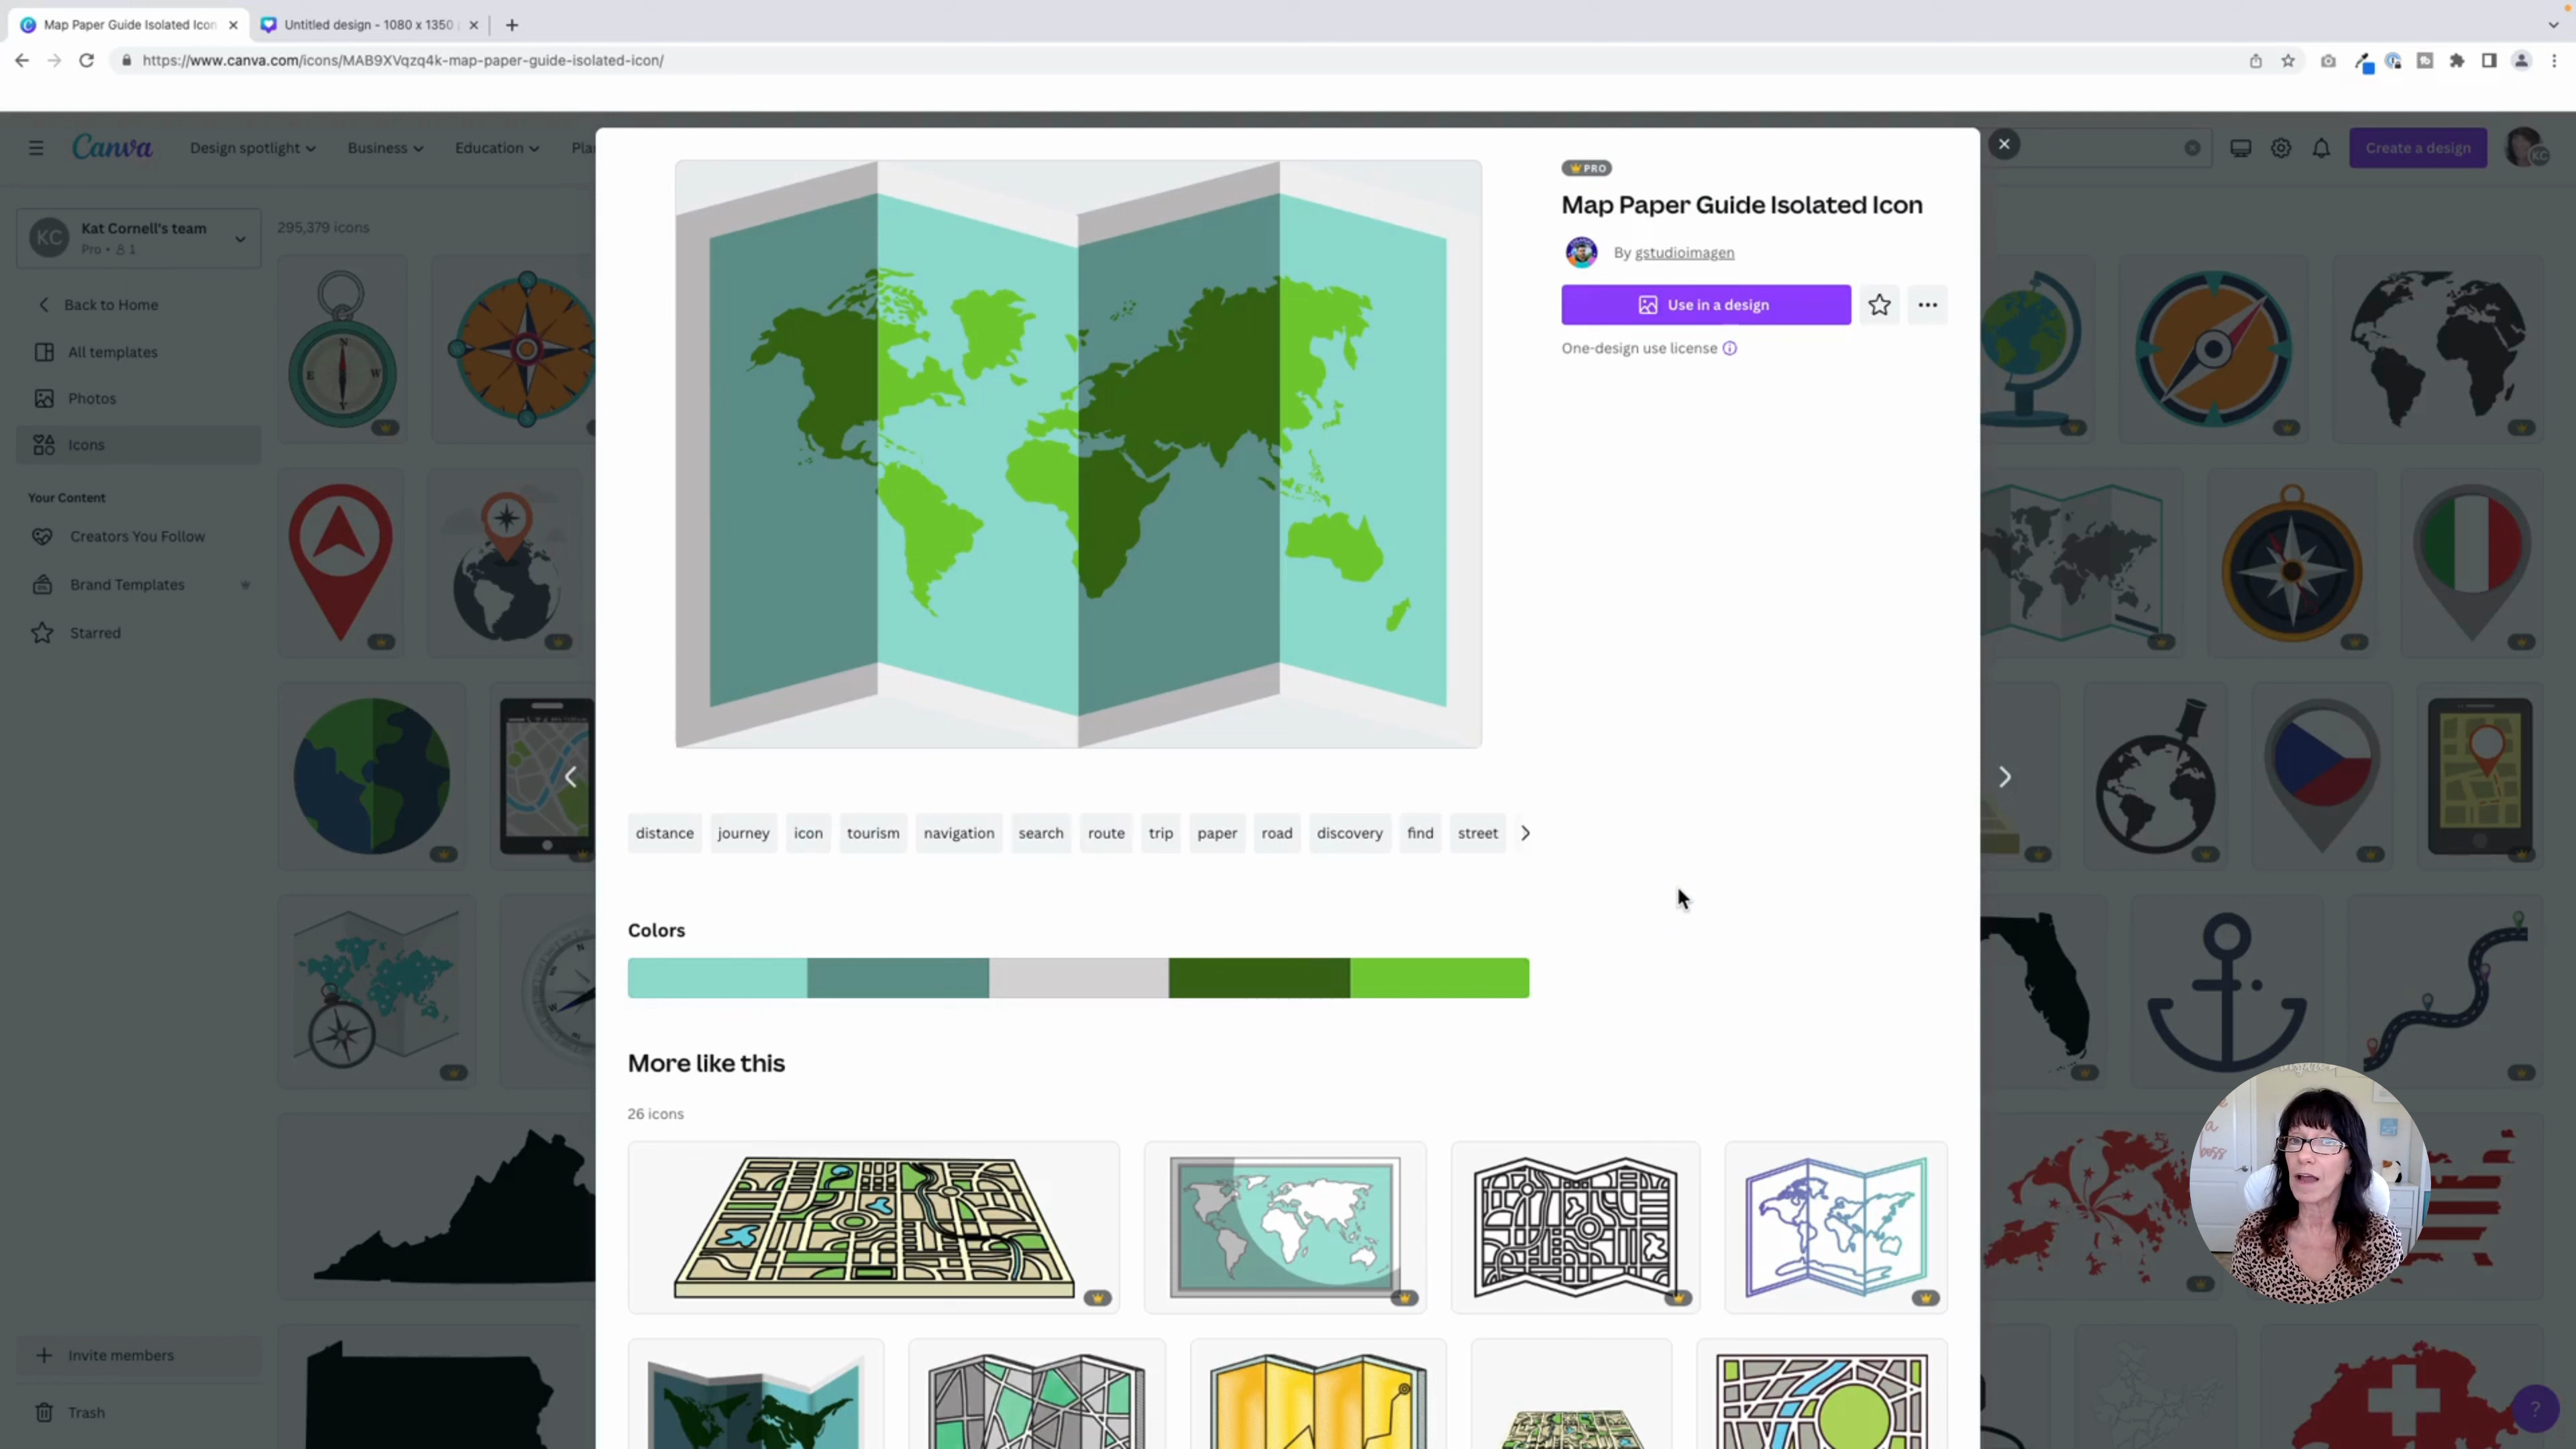 Map Paper Guide Isolated Icon
Untitled design - 1080 x 1350
https://www.canva.com/icons/MAB9XVqzq4k-map-paper-guide-isolated-icon/
Canva
Design spotlight
Business
Education
Create a design
KC
KC
Kat Cornell's team
Pro • 1
295,379 icons
Back to Home
All templates
Photos
Icons
Your Content
Creators You Follow
Brand Templates
Starred
Invite members
Trash
PRO
Map Paper Guide Isolated Icon
By gstudioimagen
Use in a design
One-design use license
distance
journey
icon
tourism
navigation
search
route
trip
paper
road
discovery
find
street
Colors
More like this
26 icons
N
E
W
a
boss
?